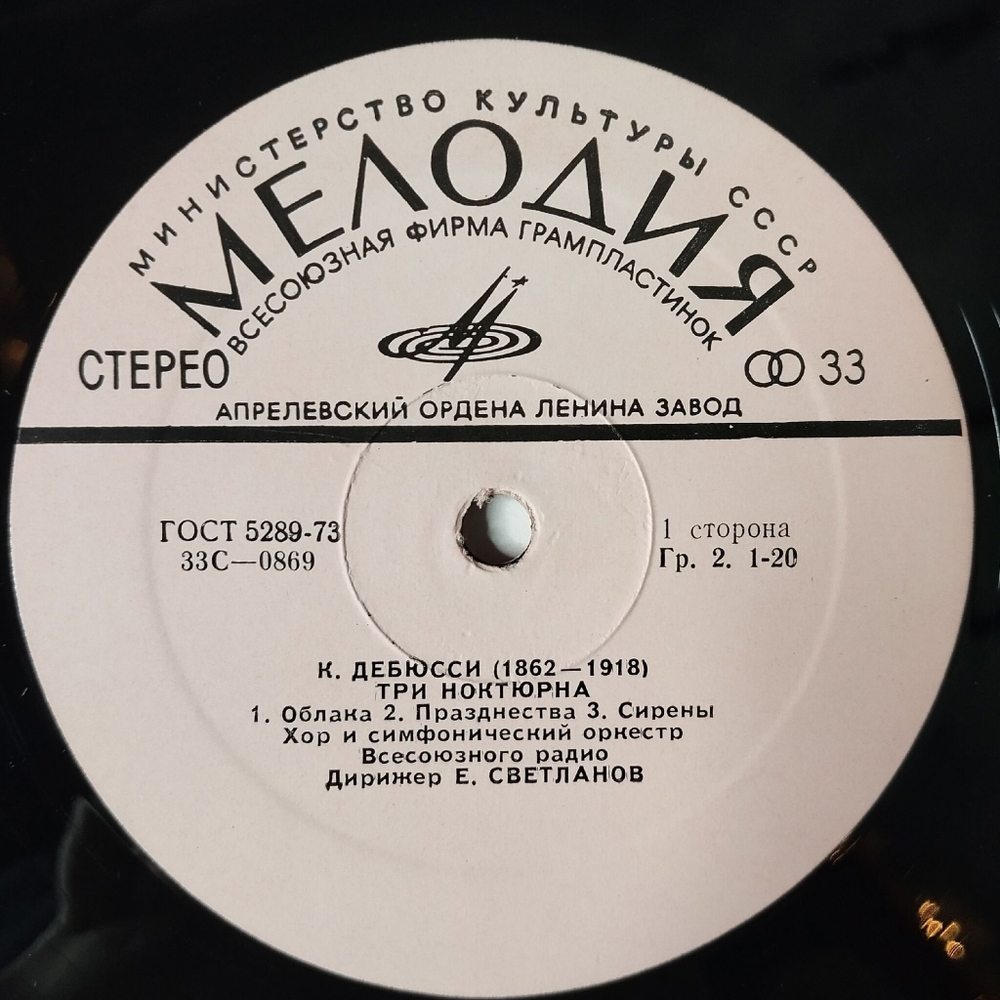 МИНИСТЕРСТВО КУЛЬТУРЫ СССР
МЕЛОДИЯ
ВСЕСОЮЗНАЯ ФИРМА ГРАМПЛАСТИНОК
СТЕРЕО
33
АПРЕЛЕВСКИЙ ОРДЕНА ЛЕНИНА ЗАВОД
ГОСТ 5289-73
33С—0869
1 сторона
Гр. 2. 1-20
К. ДЕБЮССИ (1862—1918)
ТРИ НОКТЮРНА
1. Облака 2. Празднества 3. Сирены
Хор и симфонический оркестр
Всесоюзного радио
Дирижер Е. СВЕТЛАНОВ